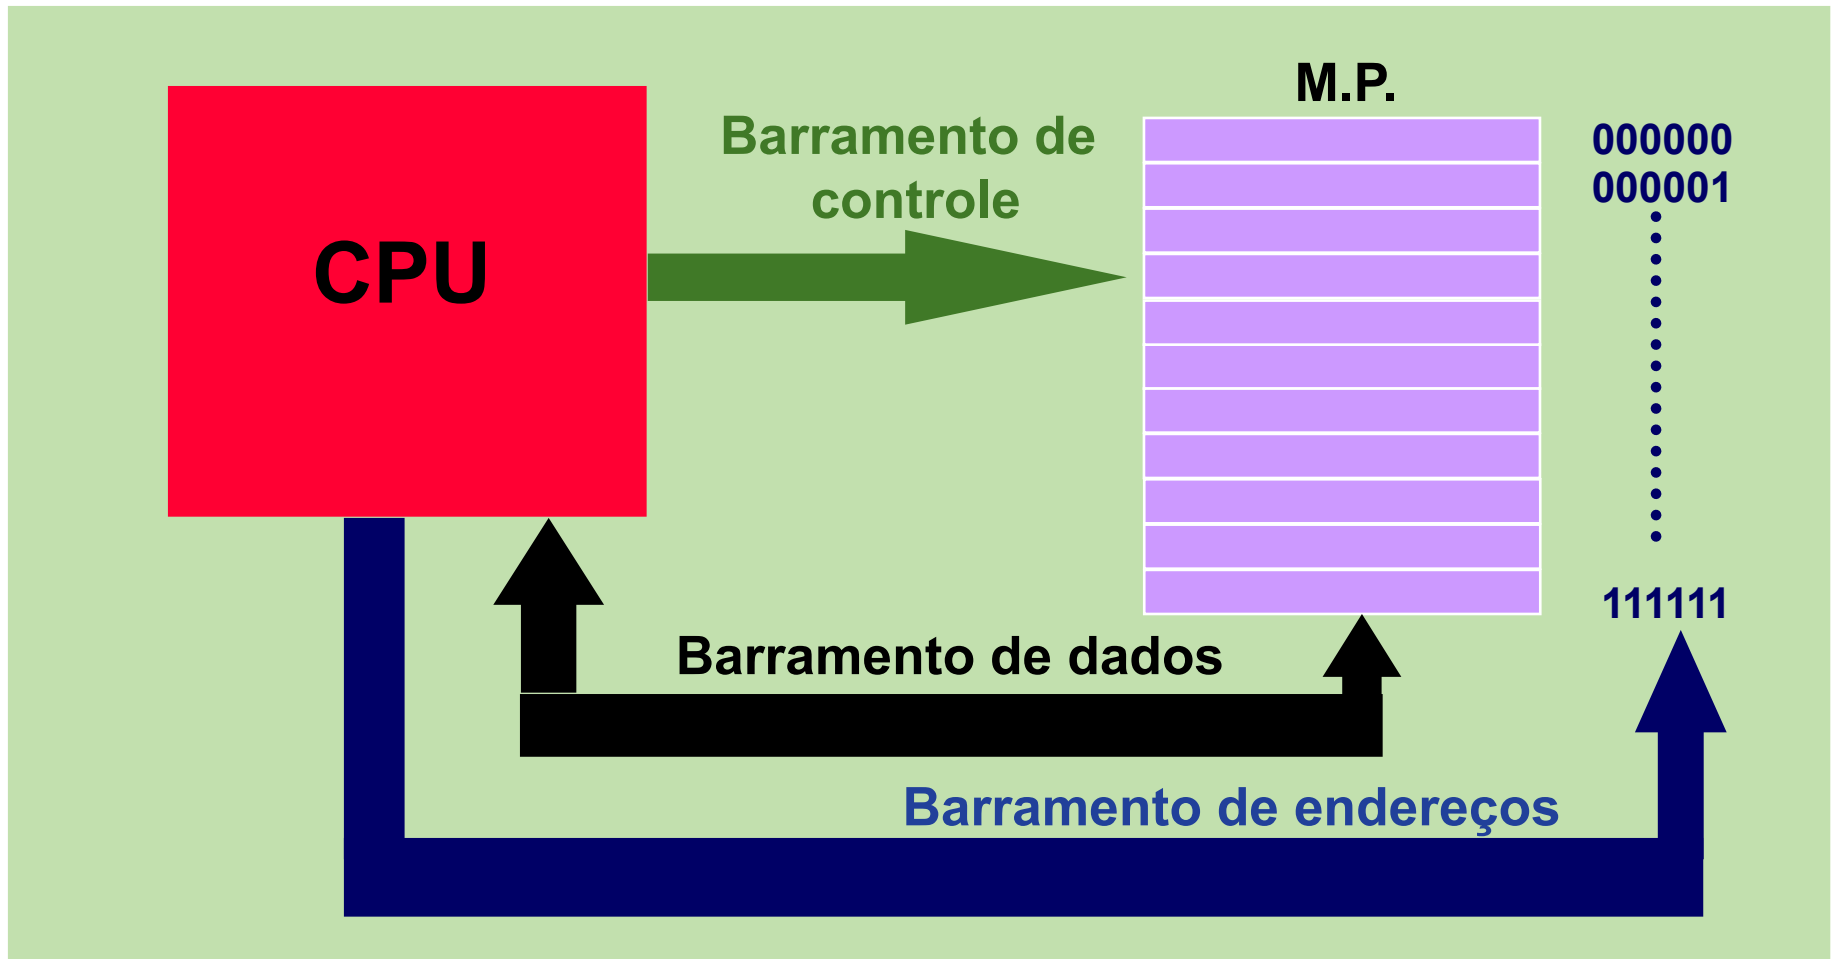 M.P.
Barramento de
controle
000000
000001
CPU
111111
Barramento de dados
Barramento de endereços